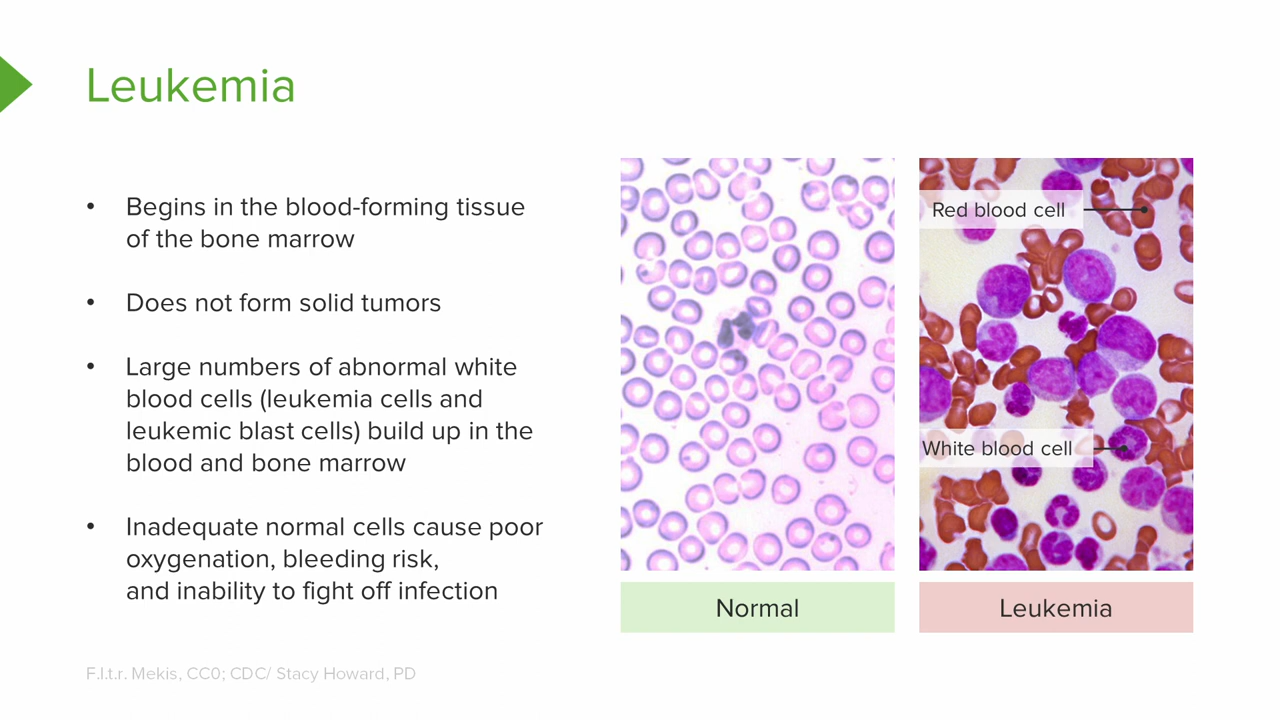 Leukemia
• Begins in the blood-forming tissue
of the bone marrow
• Does not form solid tumors
• Large numbers of abnormal white
blood cells (leukemia cells and
leukemic blast cells) build up in the
blood and bone marrow
• Inadequate normal cells cause poor
oxygenation, bleeding risk,
and inability to fight off infection
Red blood cell
White blood cell
Normal
Leukemia
F.l.t.r. Mekis, CC0; CDC/ Stacy Howard, PD